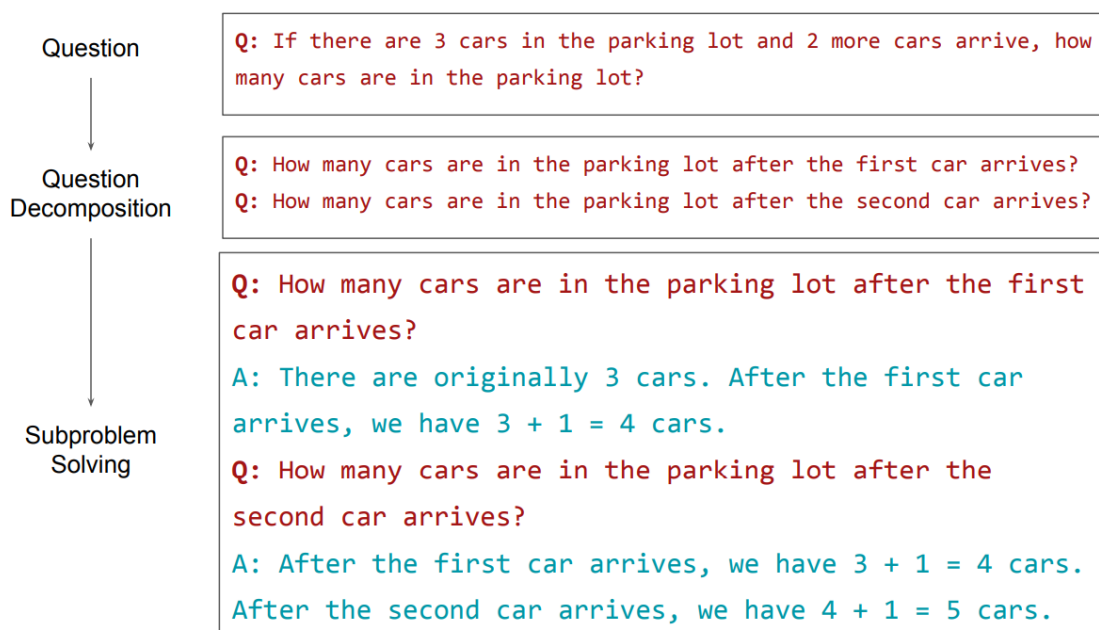 Question
Q: If there are 3 cars in the parking lot and 2 more cars arrive, how
many cars are in the parking lot?
Question
Decomposition
Q: How many cars are in the parking lot after the first car arrives?
Q: How many cars are in the parking lot after the second car arrives?
Subproblem
Solving
Q: How many cars are in the parking lot after the first
car arrives?
A: There are originally 3 cars. After the first car
arrives, we have 3 + 1 = 4 cars.
Q: How many cars are in the parking lot after the
second car arrives?
A: After the first car arrives, we have 3 + 1 = 4 cars.
After the second car arrives, we have 4 + 1 = 5 cars.